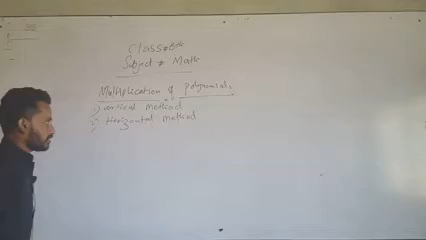 Class # 8th
Subject # Math
Multiplication of polynomials
1) vertical method
2) Horizontal method